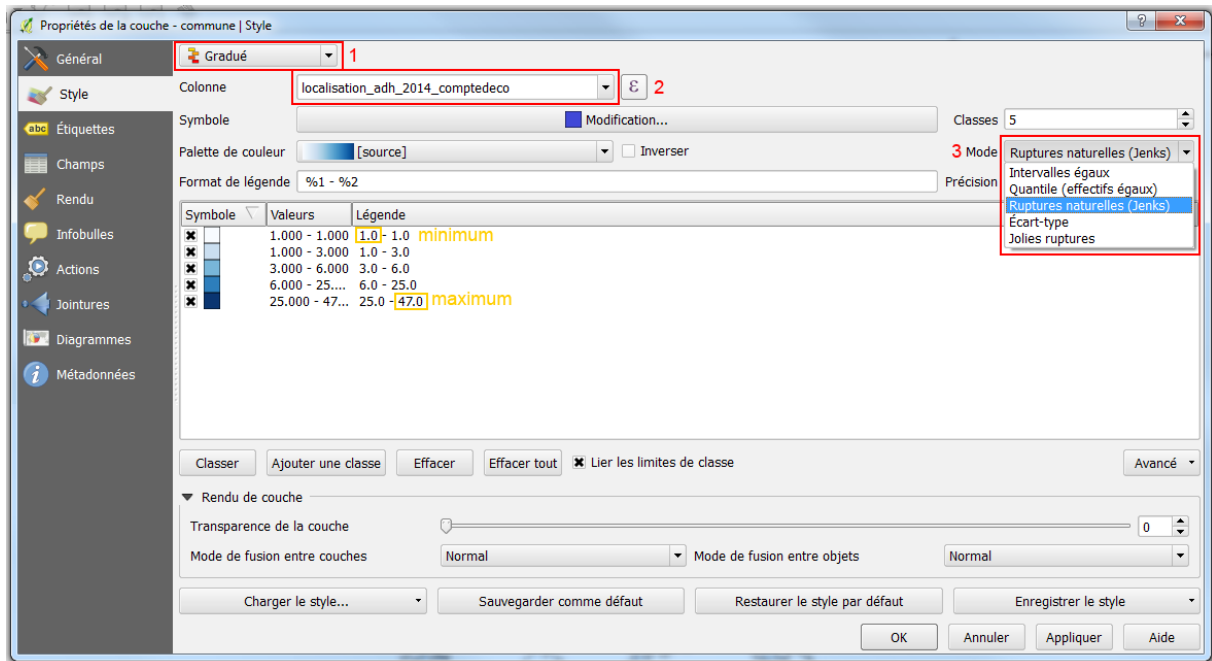 Propriétés de la couche - commune | Style
Général
Style
abc Étiquettes
Champs
Rendu
Infobulles
Actions
Jointures
Diagrammes
Métadonnées
Gradué 1
Colonne localisation_adh_2014_comptedeco ε 2
Symbole Modification... Classes 5
Palette de couleur [source] Inverser 3 Mode Ruptures naturelles (Jenks)
Format de légende %1 - %2 Précision
Intervalles égaux
Quantile (effectifs égaux)
Ruptures naturelles (Jenks)
Écart-type
Jolies ruptures
Symbole Valeurs Légende
1.000 - 1.000 1.0 - 1.0 minimum
1.000 - 3.000 1.0 - 3.0
3.000 - 6.000 3.0 - 6.0
6.000 - 25.... 6.0 - 25.0
25.000 - 47... 25.0 - 47.0 maximum
Classer Ajouter une classe Effacer Effacer tout Lier les limites de classe Avancé
Rendu de couche
Transparence de la couche 0
Mode de fusion entre couches Normal Mode de fusion entre objets Normal
Charger le style... Sauvegarder comme défaut Restaurer le style par défaut Enregistrer le style
OK Annuler Appliquer Aide